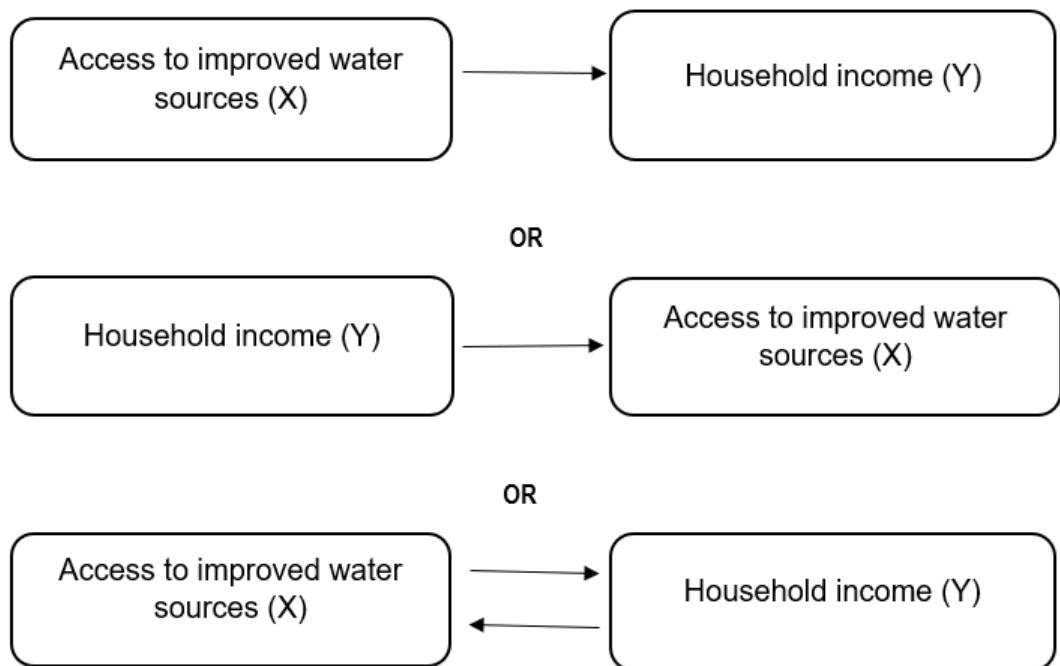 Access to improved water
sources (X)
Household income (Y)
OR
Household income (Y)
Access to improved water
sources (X)
OR
Access to improved water
sources (X)
Household income (Y)